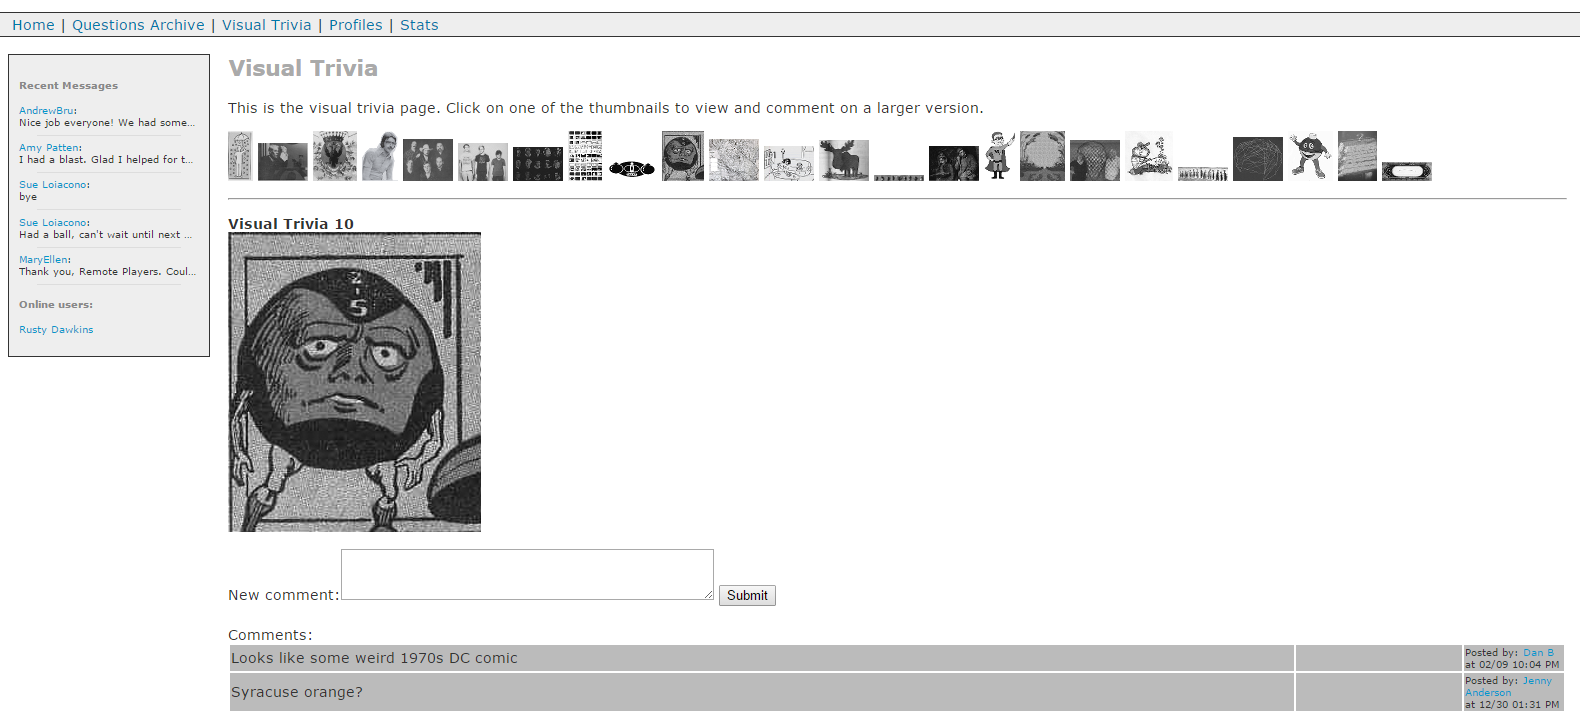 Home | Questions Archive | Visual Trivia | Profiles | Stats
Recent Messages
AndrewBru:
Nice job everyone! We had some...
Amy Patten:
I had a blast. Glad I helped for t...
Sue Loiacono:
bye
Sue Loiacono:
Had a ball, can't wait until next ...
MaryEllen:
Thank you, Remote Players. Coul...
Online users:
Rusty Dawkins
Visual Trivia
This is the visual trivia page. Click on one of the thumbnails to view and comment on a larger version.
Visual Trivia 10
New comment:
Submit
Comments:
Looks like some weird 1970s DC comic
Posted by: Dan B
at 02/09 10:04 PM
Syracuse orange?
Posted by: Jenny
Anderson
at 12/30 01:31 PM